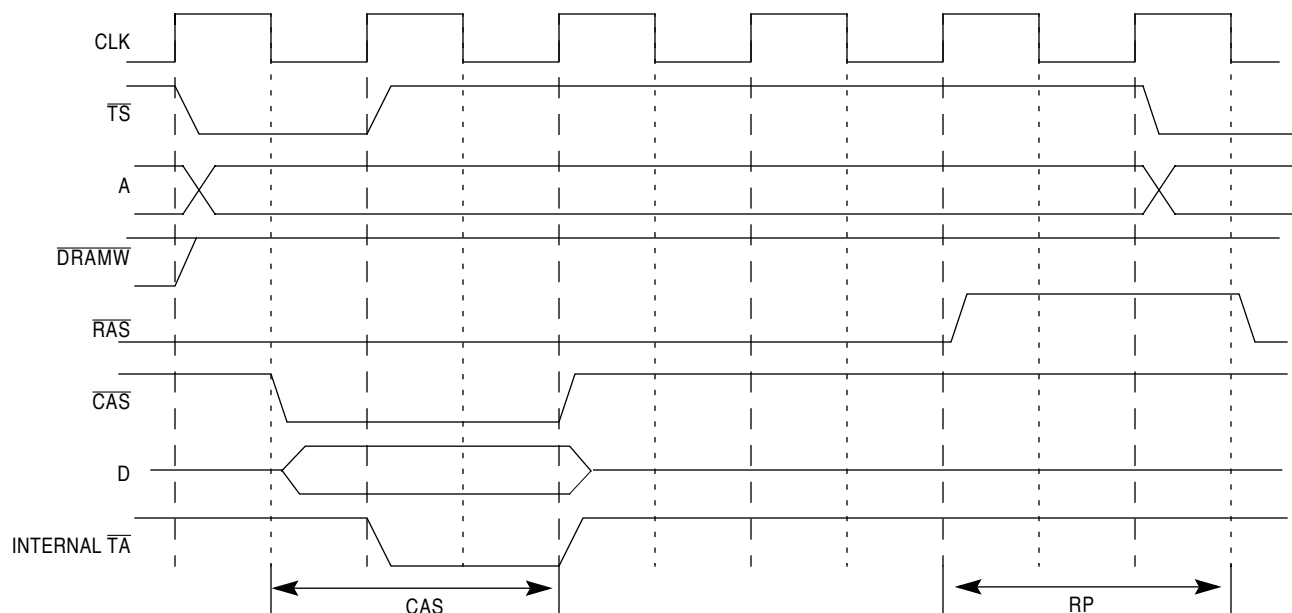 CLK
TS
A
DRAMW
RAS
CAS
D
INTERNAL TA
CAS
RP